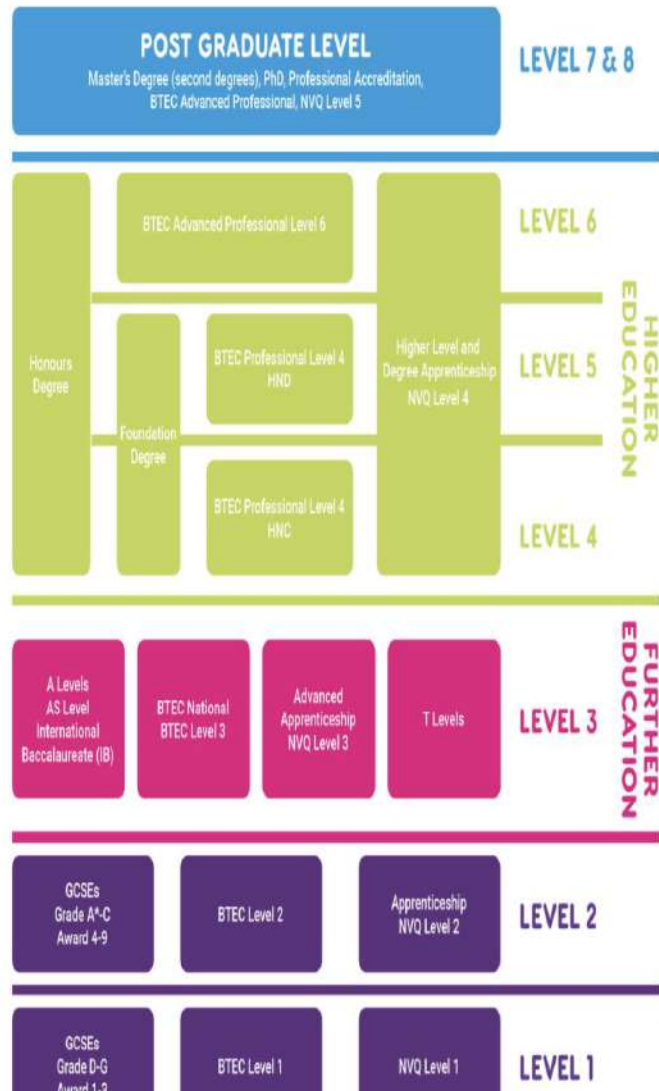 POST GRADUATE LEVEL
Master's Degree (second degrees), PhD, Professional Accreditation,
BTEC Advanced Professional, NVQ Level 5
LEVEL 7 & 8
Honours
Degree
BTEC Advanced Professional Level 6
Foundation
Degree
BTEC Professional Level 4
HND
BTEC Professional Level 4
HNC
Higher Level and
Degree Apprenticeship
NVQ Level 4
LEVEL 6
LEVEL 5
LEVEL 4
HIGHER
EDUCATION
A Levels
AS Level
International
Baccalaureate (IB)
BTEC National
BTEC Level 3
Advanced
Apprenticeship
NVQ Level 3
T Levels
LEVEL 3
FURTHER
EDUCATION
GCSEs
Grade A*-C
Award 4-9
BTEC Level 2
Apprenticeship
NVQ Level 2
LEVEL 2
GCSEs
Grade D-G
Award 1-3
BTEC Level 1
NVQ Level 1
LEVEL 1